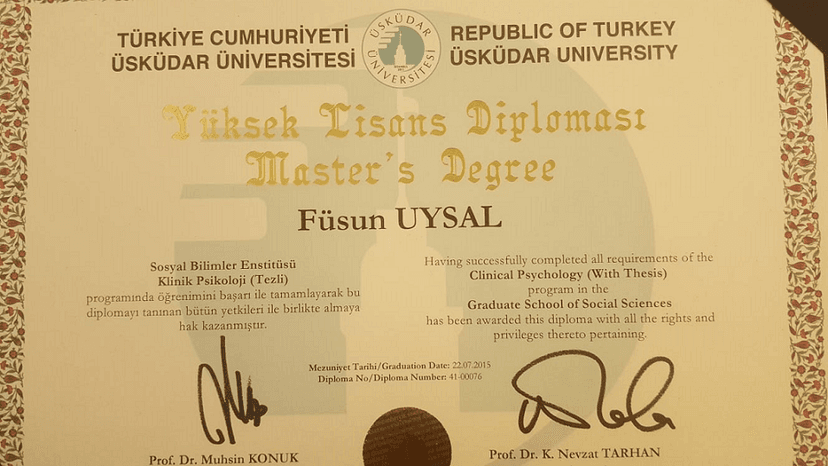 TÜRKİYE CUMHURİYETİ
ÜSKÜDAR ÜNİVERSİTESİ
ÜSKÜDAR
ÜNİVERSİTESİ
REPUBLIC OF TURKEY
ÜSKÜDAR UNIVERSITY
Yüksek Lisans Diploması
Master's Degree
Füsun UYSAL
Sosyal Bilimler Enstitüsü
Klinik Psikoloji (Tezli)
programında öğrenimini başarı ile tamamlayarak bu
diplomayı tanınan bütün yetkileri ile birlikte almaya
hak kazanmıştır.
Having successfully completed all requirements of the
Clinical Psychology (With Thesis)
program in the
Graduate School of Social Sciences
has been awarded this diploma with all the rights and
privileges thereto pertaining.
Mezuniyet Tarihi/Graduation Date: 22.07.2015
Diploma No/Diploma Number: 41-00076
Prof. Dr. Muhsin KONUK
Prof. Dr. K. Nevzat TARHAN